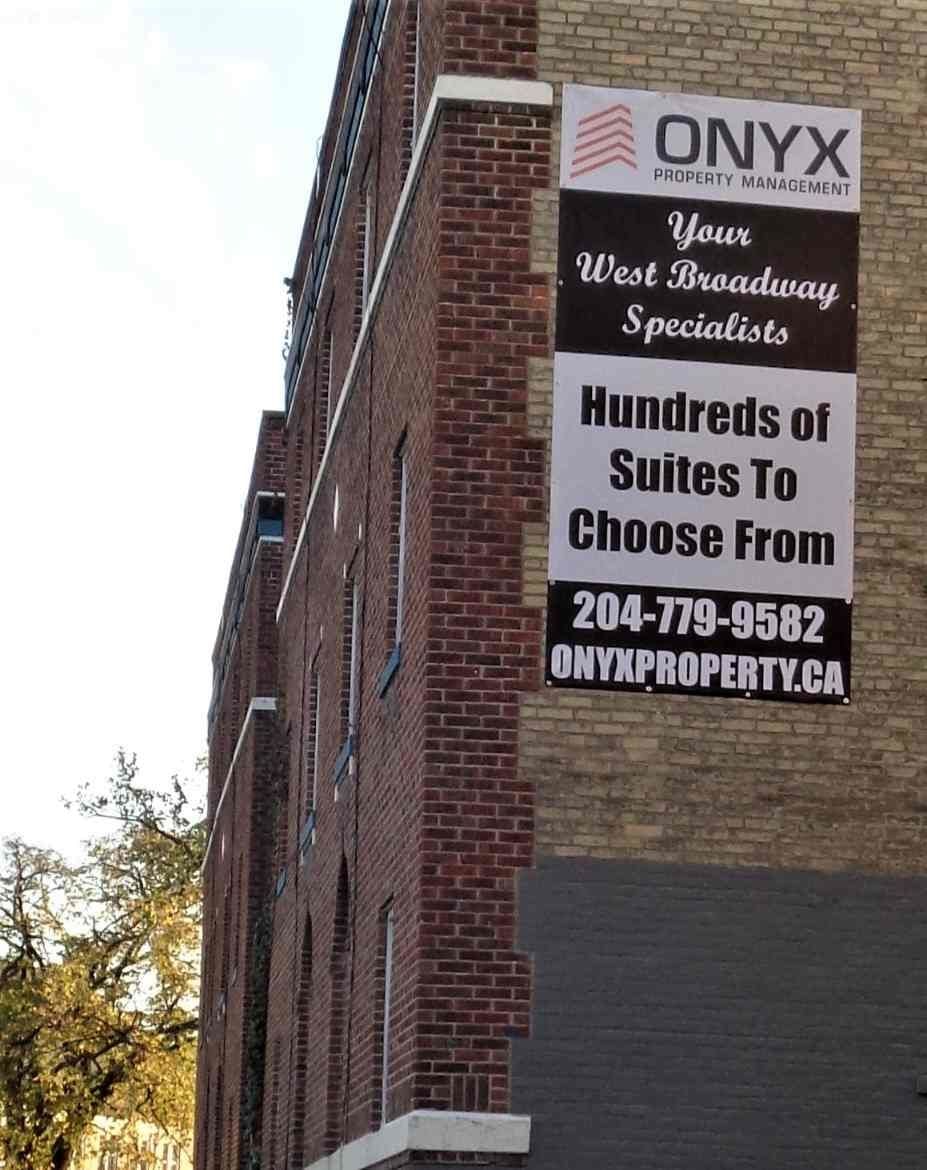 ONYX
PROPERTY MANAGEMENT
Your
West Broadway
Specialists
Hundreds of
Suites To
Choose From
204-779-9582
ONYXPROPERTY.CA